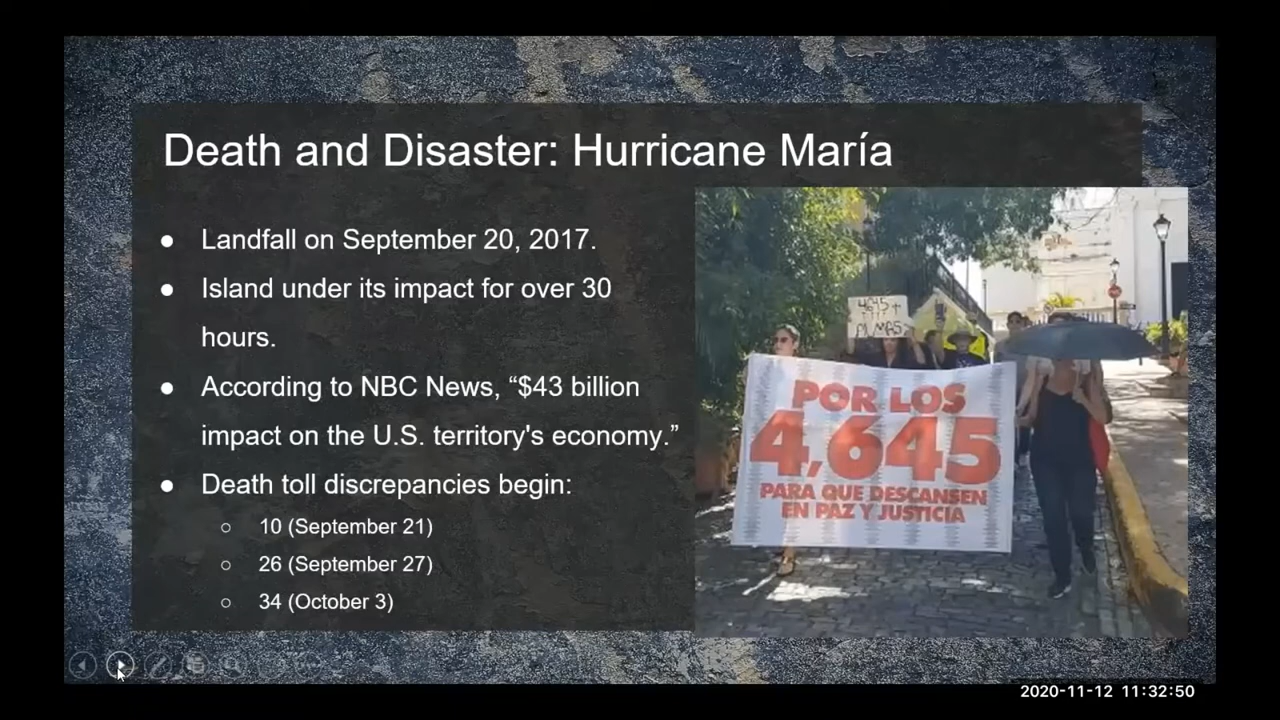 Death and Disaster: Hurricane María
● Landfall on September 20, 2017.
● Island under its impact for over 30
hours.
● According to NBC News, “$43 billion
impact on the U.S. territory's economy.”
● Death toll discrepancies begin:
○ 10 (September 21)
○ 26 (September 27)
○ 34 (October 3)
4645+
POR LOS
4,645
PARA QUE DESCANSEN
EN PAZ Y JUSTICIA
2020-11-12 11:32:50